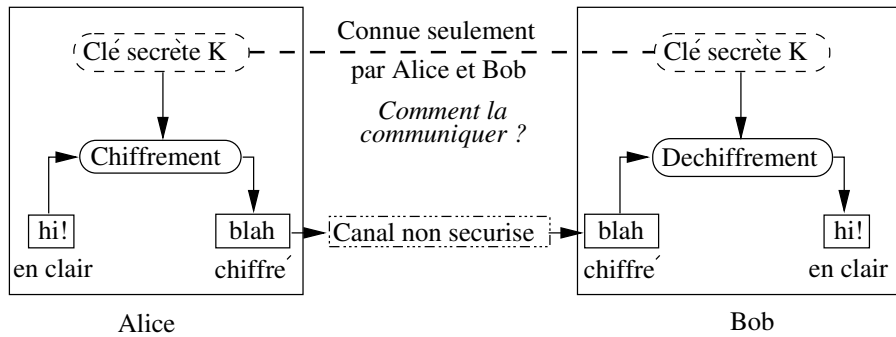 Clé secrète K
Connue seulement
par Alice et Bob
Comment la
communiquer ?
Clé secrète K
Chiffrement
Dechiffrement
hi!
en clair
blah
chiffré
Canal non securise
blah
chiffré
hi!
en clair
Alice
Bob